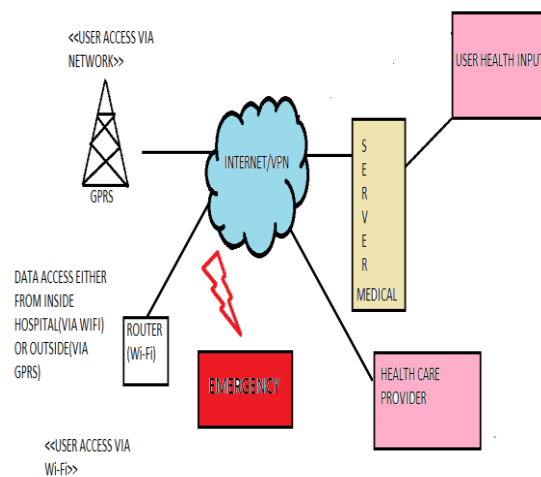 <<USER ACCESS VIA
NETWORK>>
GPRS
INTERNET/VPN
USER HEALTH INPUT
S
E
R
V
E
R
MEDICAL
DATA ACCESS EITHER
FROM INSIDE
HOSPITAL(VIA WIFI)
OR OUTSIDE(VIA
GPRS)
ROUTER
(Wi-Fi)
EMERGENCY
HEALTH CARE
PROVIDER
<<USER ACCESS VIA
Wi-Fi>>